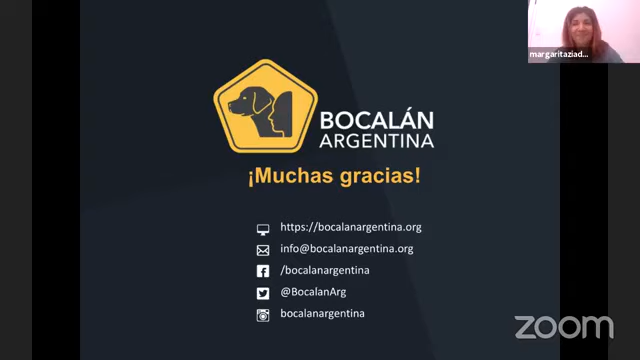 margaritaziad...
BOCALÁN
ARGENTINA
¡Muchas gracias!
https://bocalanargentina.org
info@bocalanargentina.org
/bocalanargentina
@BocalanArg
bocalanargentina
zoom